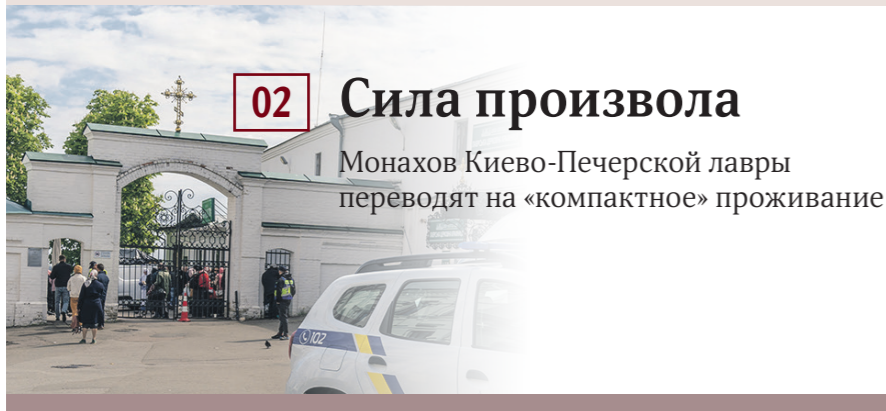 02
Сила произвола
Монахов Киево-Печерской лавры
переводят на «компактное» проживание
102